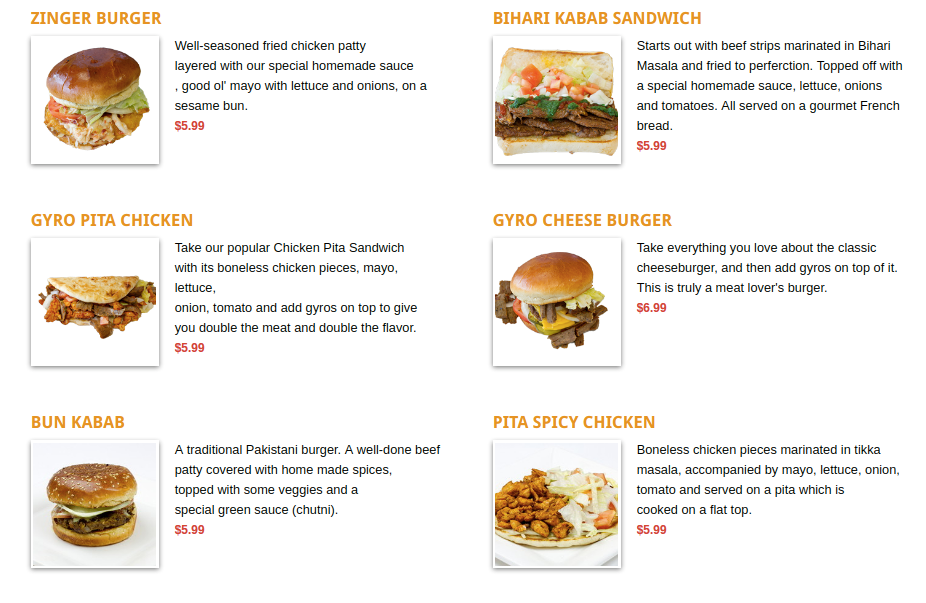 ZINGER BURGER
Well-seasoned fried chicken patty
layered with our special homemade sauce
, good ol' mayo with lettuce and onions, on a
sesame bun.
$5.99
BIHARI KABAB SANDWICH
Starts out with beef strips marinated in Bihari
Masala and fried to perferction. Topped off with
a special homemade sauce, lettuce, onions
and tomatoes. All served on a gourmet French
bread.
$5.99
GYRO PITA CHICKEN
Take our popular Chicken Pita Sandwich
with its boneless chicken pieces, mayo,
lettuce,
onion, tomato and add gyros on top to give
you double the meat and double the flavor.
$5.99
GYRO CHEESE BURGER
Take everything you love about the classic
cheeseburger, and then add gyros on top of it.
This is truly a meat lover's burger.
$6.99
BUN KABAB
A traditional Pakistani burger. A well-done beef
patty covered with home made spices,
topped with some veggies and a
special green sauce (chutni).
$5.99
PITA SPICY CHICKEN
Boneless chicken pieces marinated in tikka
masala, accompanied by mayo, lettuce, onion,
tomato and served on a pita which is
cooked on a flat top.
$5.99